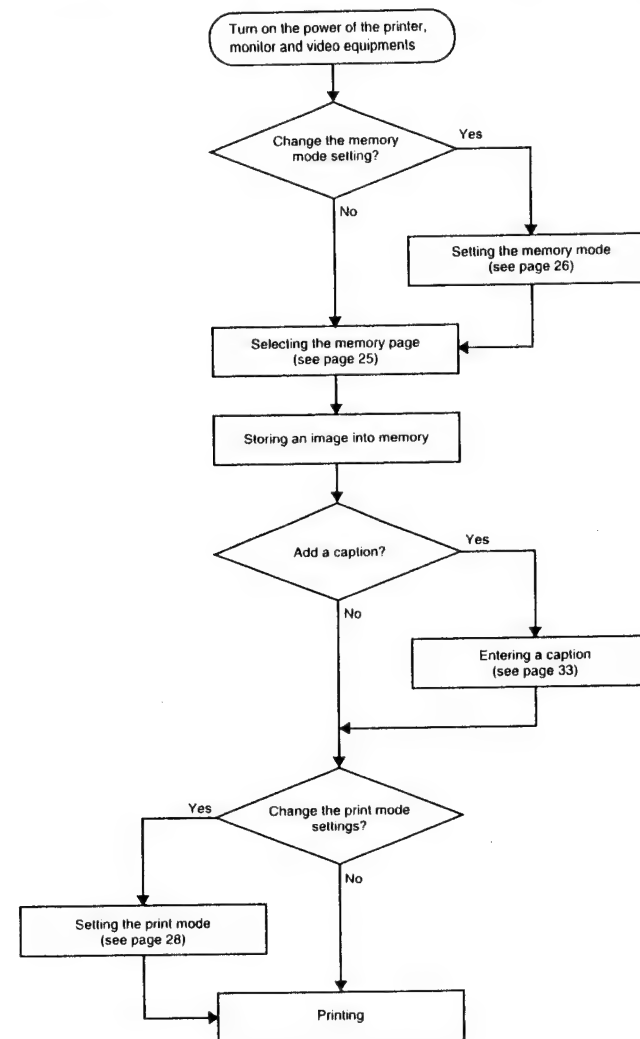 Turn on the power of the printer,
monitor and video equipments
Change the memory
mode setting?
Yes
No
Setting the memory mode
(see page 26)
Selecting the memory page
(see page 25)
Storing an image into memory
Add a caption?
Yes
No
Entering a caption
(see page 33)
Change the print mode
settings?
Yes
No
Setting the print mode
(see page 28)
Printing